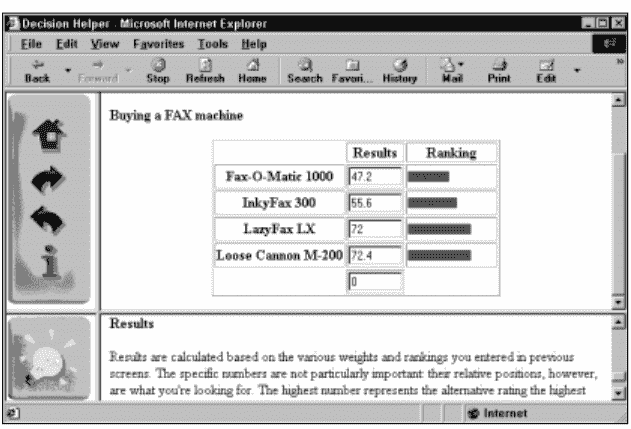 Decision Helper - Microsoft Internet Explorer
File Edit View Favorites Tools Help
Back Forward Stop Refresh Home Search Favori... History Mail Print Edit »
Buying a FAX machine
Results Ranking
Fax-O-Matic 1000 47.2
InkyFax 300 55.6
LazyFax LX 72
Loose Cannon M-200 72.4
0
Results
Results are calculated based on the various weights and rankings you entered in previous
screens. The specific numbers are not particularly important: their relative positions, however,
are what you're looking for. The highest number represents the alternative rating the highest
Internet